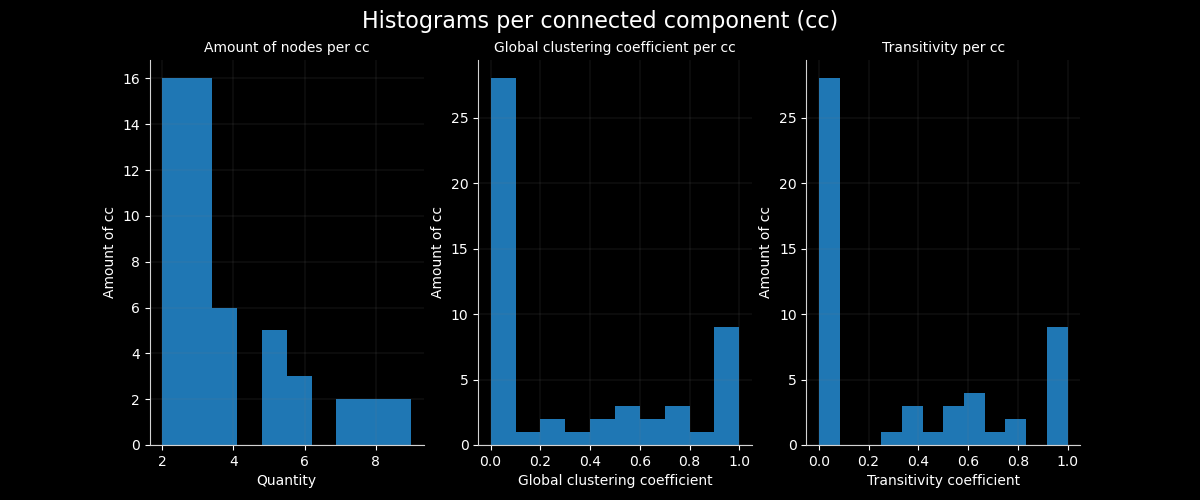 Histograms per connected component (cc)
Amount of nodes per cc
Amount of cc
16
14
12
10
8
6
4
2
0
2 4 6 8
Quantity
Global clustering coefficient per cc
Amount of cc
25
20
15
10
5
0
0.0 0.2 0.4 0.6 0.8 1.0
Global clustering coefficient
Transitivity per cc
Amount of cc
25
20
15
10
5
0
0.0 0.2 0.4 0.6 0.8 1.0
Transitivity coefficient